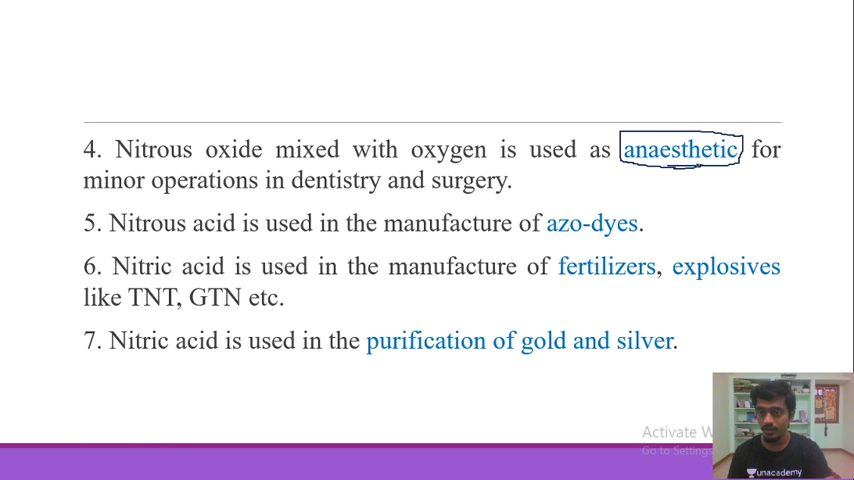 4. Nitrous oxide mixed with oxygen is used as anaesthetic for
minor operations in dentistry and surgery.
5. Nitrous acid is used in the manufacture of azo-dyes.
6. Nitric acid is used in the manufacture of fertilizers, explosives
like TNT, GTN etc.
7. Nitric acid is used in the purification of gold and silver.
Activate W
Go to Settings
unacademy